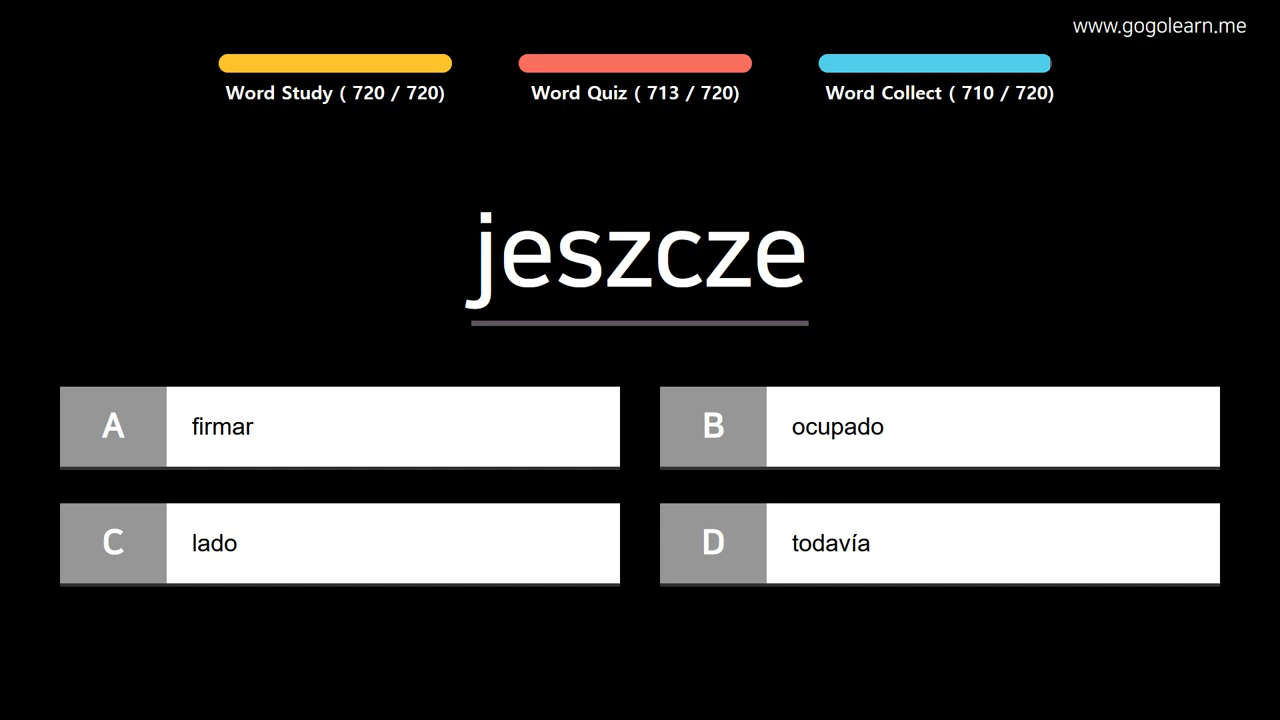 www.gogolearn.me
Word Study ( 720 / 720)
Word Quiz ( 713 / 720)
Word Collect ( 710 / 720)
jeszcze
A firmar
B ocupado
C lado
D todavía